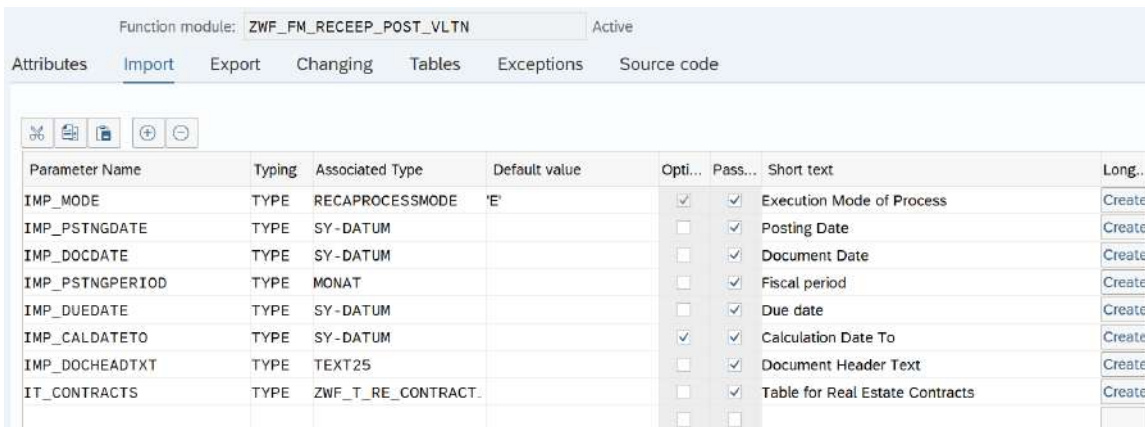 Function module: ZWF_FM_RECEEP_POST_VLTN Active
Attributes Import Export Changing Tables Exceptions Source code
Parameter Name Typing Associated Type Default value Opti... Pass... Short text Long...
IMP_MODE TYPE RECAPROCESSMODE 'E' Execution Mode of Process Create
IMP_PSTNGDATE TYPE SY-DATUM Posting Date Create
IMP_DOCDATE TYPE SY-DATUM Document Date Create
IMP_PSTNGPERIOD TYPE MONAT Fiscal period Create
IMP_DUEDATE TYPE SY-DATUM Due date Create
IMP_CALDATETO TYPE SY-DATUM Calculation Date To Create
IMP_DOCHEADTXT TYPE TEXT25 Document Header Text Create
IT_CONTRACTS TYPE ZWF_T_RE_CONTRACT… Table for Real Estate Contracts Create